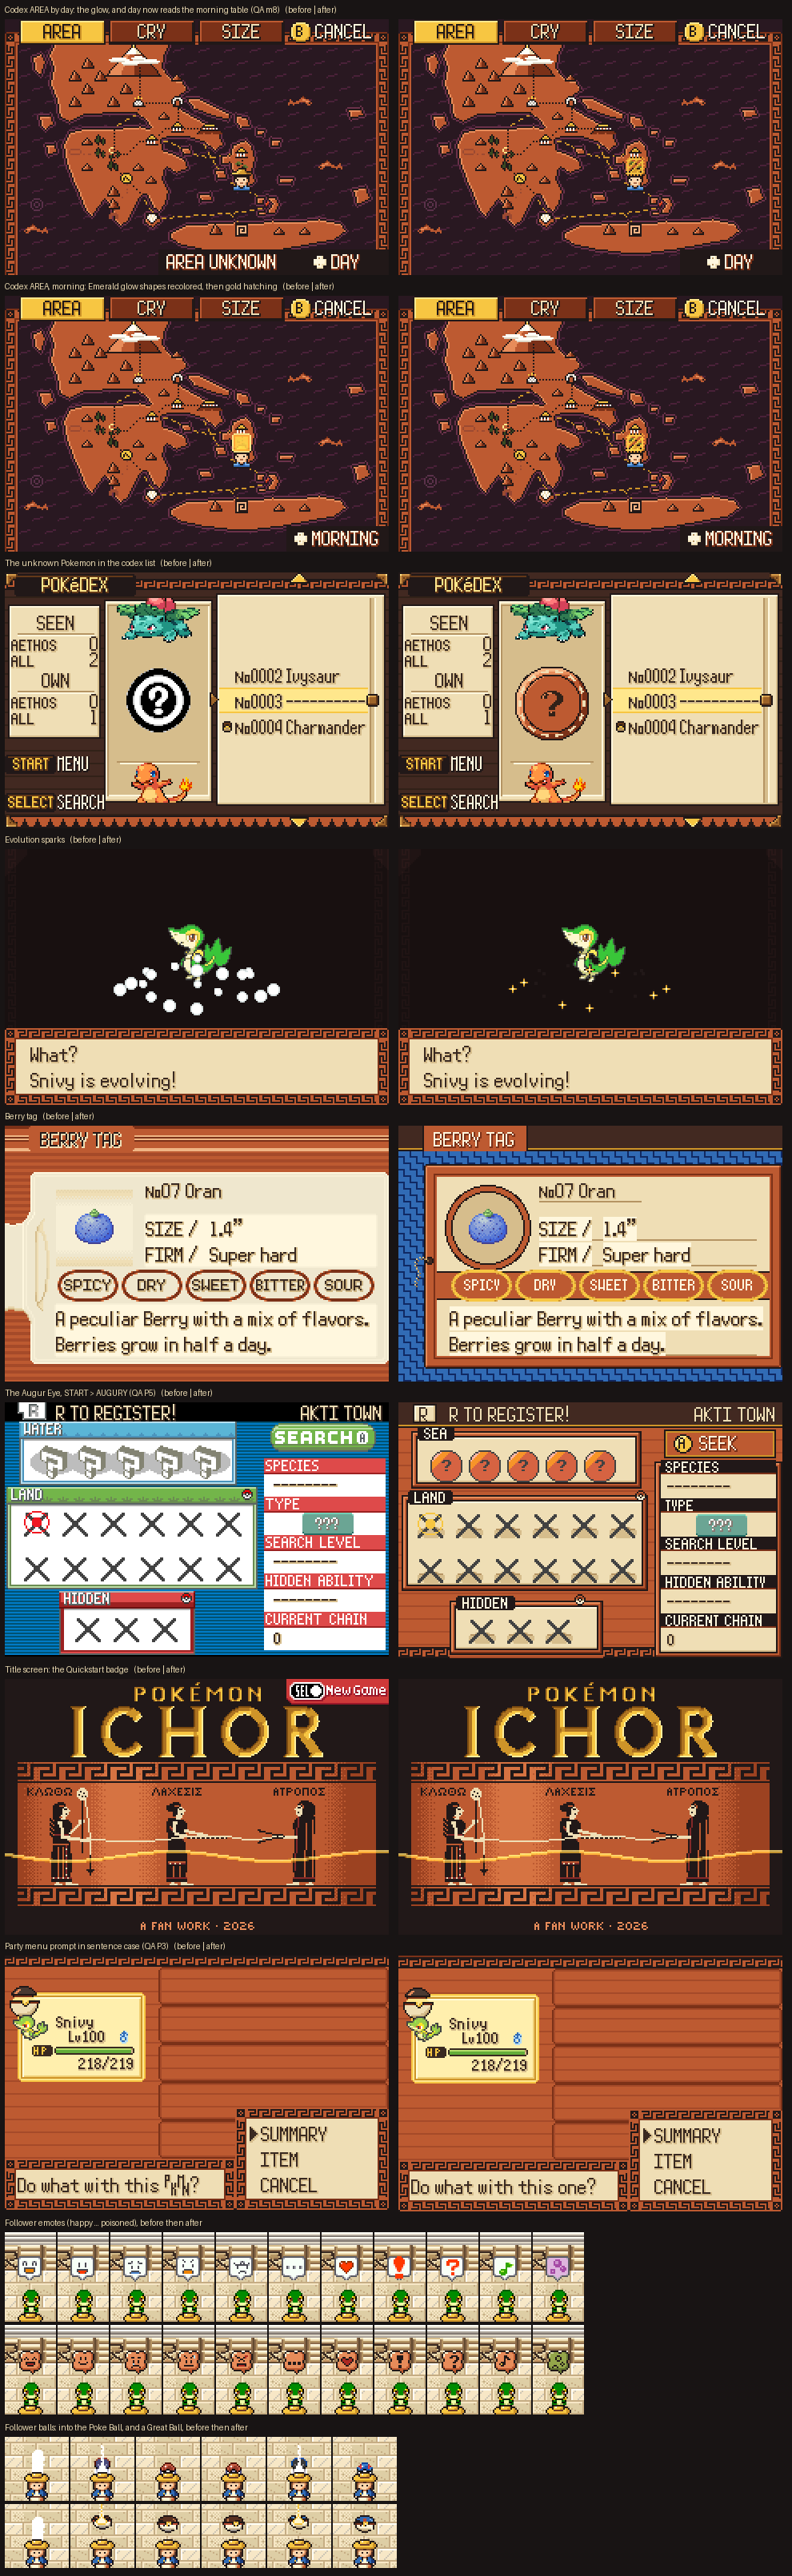 Codex AREA by day: the glow, and day now reads the morning table (QA m8) (before | after)
AREA CRY SIZE B CANCEL
AREA UNKNOWN DAY
AREA CRY SIZE B CANCEL
DAY
Codex AREA, morning: Emerald glow shapes recolored, then gold hatching (before | after)
AREA CRY SIZE B CANCEL
MORNING
AREA CRY SIZE B CANCEL
MORNING
The unknown Pokemon in the codex list (before | after)
POKéDEX
SEEN
AETHOS 0
ALL 2
OWN
AETHOS 0
ALL 1
START MENU
SELECT SEARCH
?
No0002 Ivysaur
No0003 ----------
No0004 Charmander
POKéDEX
SEEN
AETHOS 0
ALL 2
OWN
AETHOS 0
ALL 1
START MENU
SELECT SEARCH
?
No0002 Ivysaur
No0003 ----------
No0004 Charmander
Evolution sparks (before | after)
What?
Snivy is evolving!
What?
Snivy is evolving!
Berry tag (before | after)
BERRY TAG
No07 Oran
SIZE / 1.4”
FIRM / Super hard
SPICY DRY SWEET BITTER SOUR
A peculiar Berry with a mix of flavors.
Berries grow in half a day.
BERRY TAG
No07 Oran
SIZE / 1.4”
FIRM / Super hard
SPICY DRY SWEET BITTER SOUR
A peculiar Berry with a mix of flavors.
Berries grow in half a day.
The Augur Eye, START > AUGURY (QA P5) (before | after)
R R TO REGISTER! AKTI TOWN
WATER
SEARCH A
LAND
HIDDEN
SPECIES
--------
TYPE
???
SEARCH LEVEL
--------
HIDDEN ABILITY
--------
CURRENT CHAIN
0
R R TO REGISTER! AKTI TOWN
SEA
? ? ? ? ?
A SEEK
LAND
HIDDEN
SPECIES
--------
TYPE
???
SEARCH LEVEL
--------
HIDDEN ABILITY
--------
CURRENT CHAIN
0
Title screen: the Quickstart badge (before | after)
SEL New Game
POKÉMON
ICHOR
ΚΛΩΘΩ ΛΑΧΕΣΙΣ ΑΤΡΟΠΟΣ
A FAN WORK · 2026
POKÉMON
ICHOR
ΚΛΩΘΩ ΛΑΧΕΣΙΣ ΑΤΡΟΠΟΣ
A FAN WORK · 2026
Party menu prompt in sentence case (QA P3) (before | after)
Snivy
Lv100 ♂
HP
218/219
SUMMARY
ITEM
CANCEL
Do what with this PKMN?
Snivy
Lv100 ♂
HP
218/219
SUMMARY
ITEM
CANCEL
Do what with this one?
Follower emotes (happy ... poisoned), before then after
Follower balls: into the Poke Ball, and a Great Ball, before then after